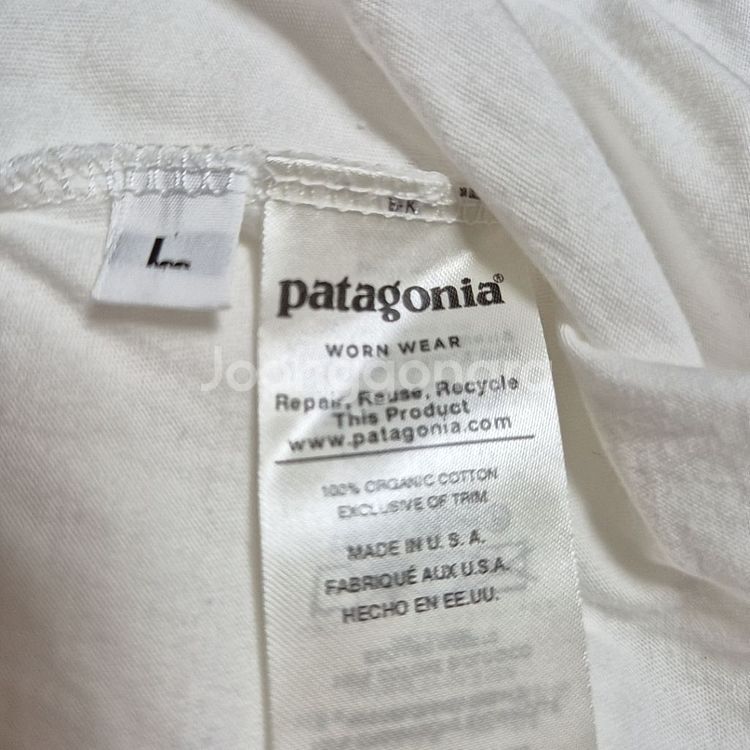 L
patagonia®
WORN WEAR
Joonggonara
Repair, Reuse, Recycle
This Product
www.patagonia.com
100% ORGANIC COTTON
EXCLUSIVE OF TRIM
MADE IN U.S.A.
FABRIQUÉ AUX U.S.A.
HECHO EN EE.UU.